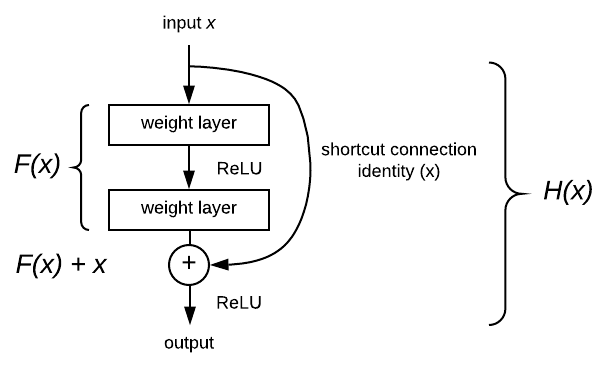 input x
weight layer
ReLU
shortcut connection
identity (x)
F(x)
H(x)
weight layer
F(x) + x
+
ReLU
output